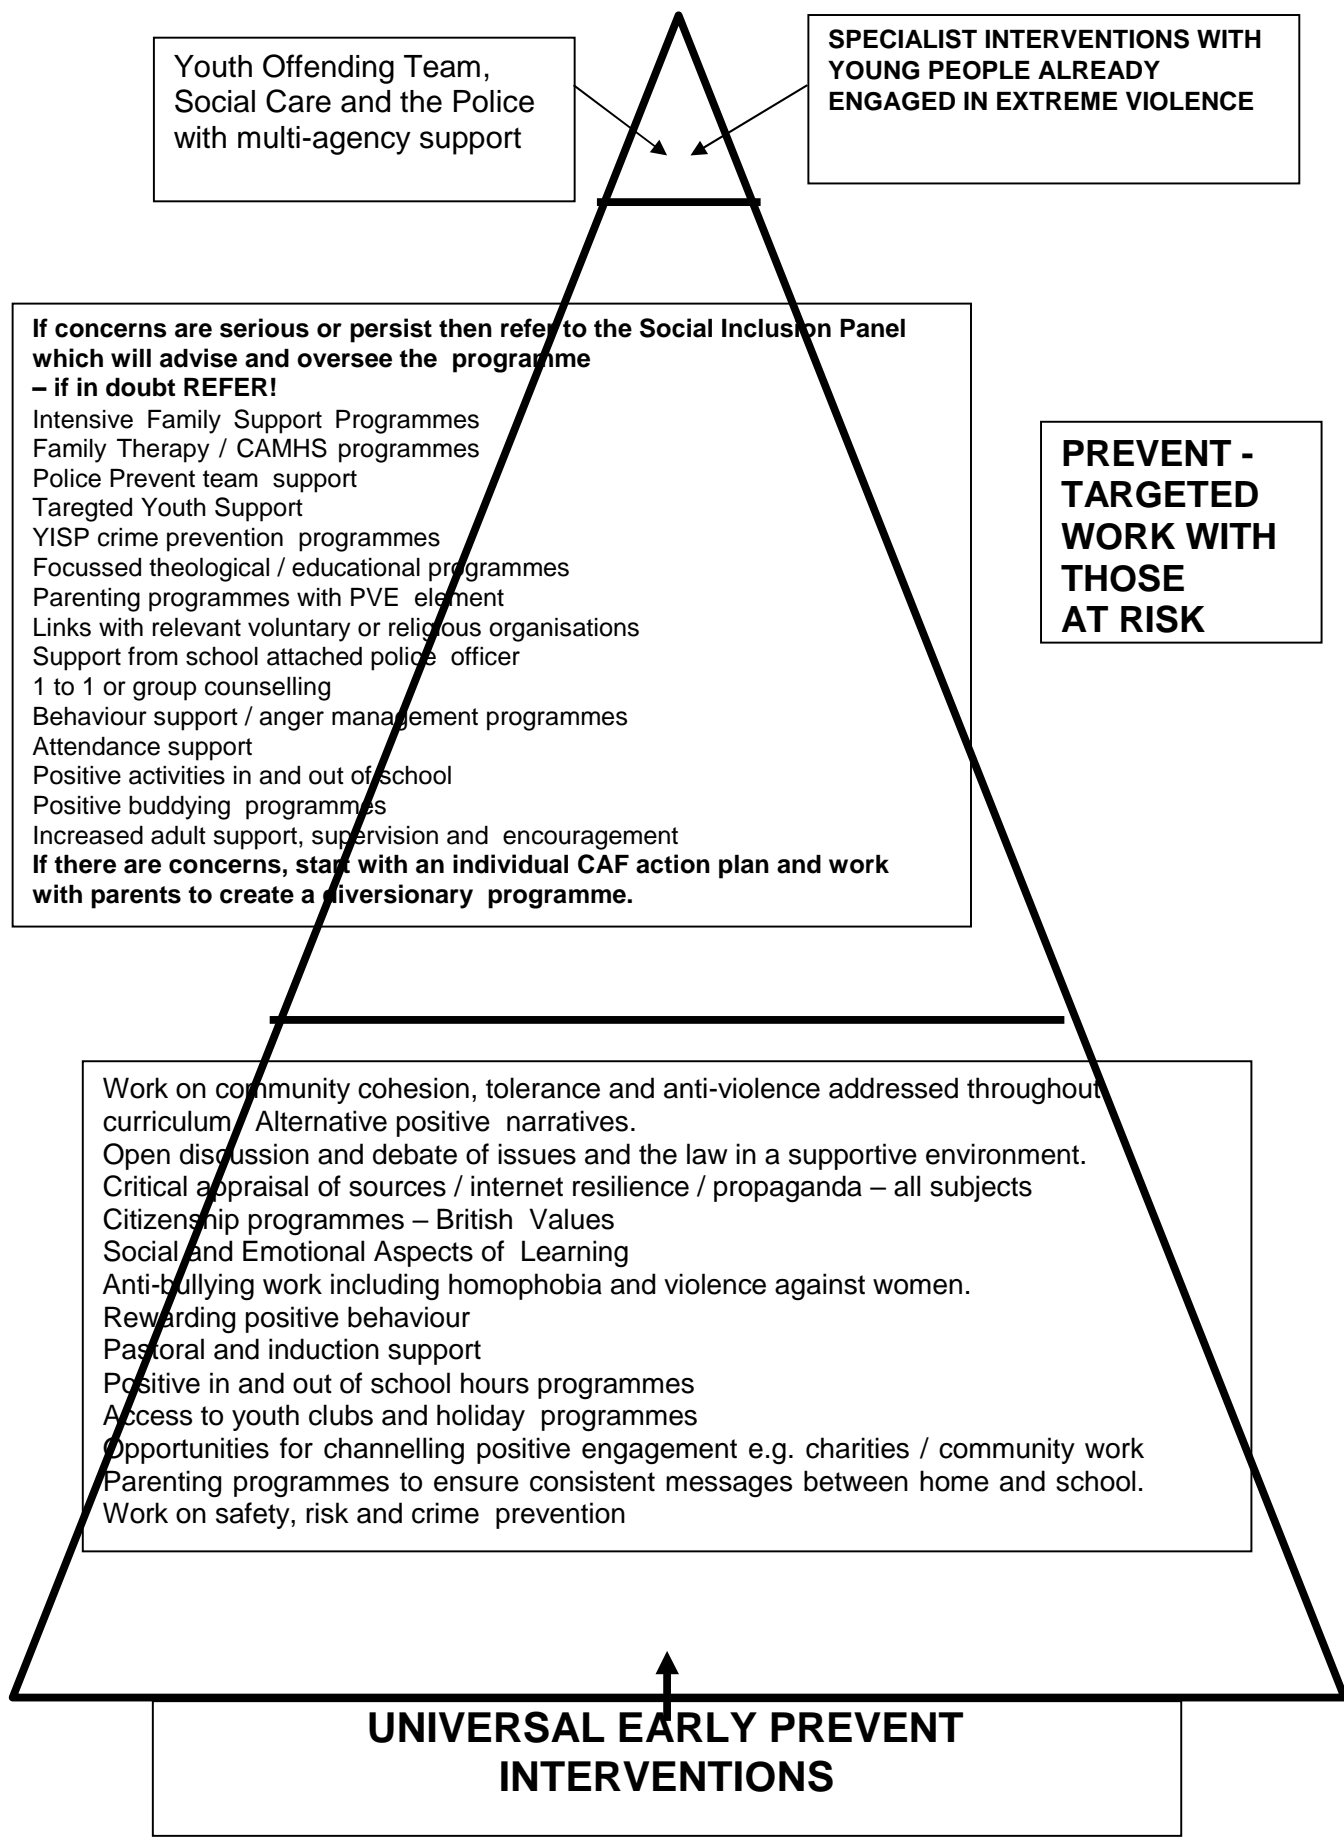 Youth Offending Team,
Social Care and the Police
with multi-agency support
SPECIALIST INTERVENTIONS WITH
YOUNG PEOPLE ALREADY
ENGAGED IN EXTREME VIOLENCE
If concerns are serious or persist then refer to the Social Inclusion Panel
which will advise and oversee the programme
– if in doubt REFER!
Intensive Family Support Programmes
Family Therapy / CAMHS programmes
Police Prevent team support
Taregted Youth Support
YISP crime prevention programmes
Focussed theological / educational programmes
Parenting programmes with PVE element
Links with relevant voluntary or religious organisations
Support from school attached police officer
1 to 1 or group counselling
Behaviour support / anger management programmes
Attendance support
Positive activities in and out of school
Positive buddying programmes
Increased adult support, supervision and encouragement
If there are concerns, start with an individual CAF action plan and work
with parents to create a diversionary programme.
PREVENT -
TARGETED
WORK WITH
THOSE
AT RISK
Work on community cohesion, tolerance and anti-violence addressed throughout
curriculum. Alternative positive narratives.
Open discussion and debate of issues and the law in a supportive environment.
Critical appraisal of sources / internet resilience / propaganda – all subjects
Citizenship programmes – British Values
Social and Emotional Aspects of Learning
Anti-bullying work including homophobia and violence against women.
Rewarding positive behaviour
Pastoral and induction support
Positive in and out of school hours programmes
Access to youth clubs and holiday programmes
Opportunities for channelling positive engagement e.g. charities / community work
Parenting programmes to ensure consistent messages between home and school.
Work on safety, risk and crime prevention
UNIVERSAL EARLY PREVENT
INTERVENTIONS